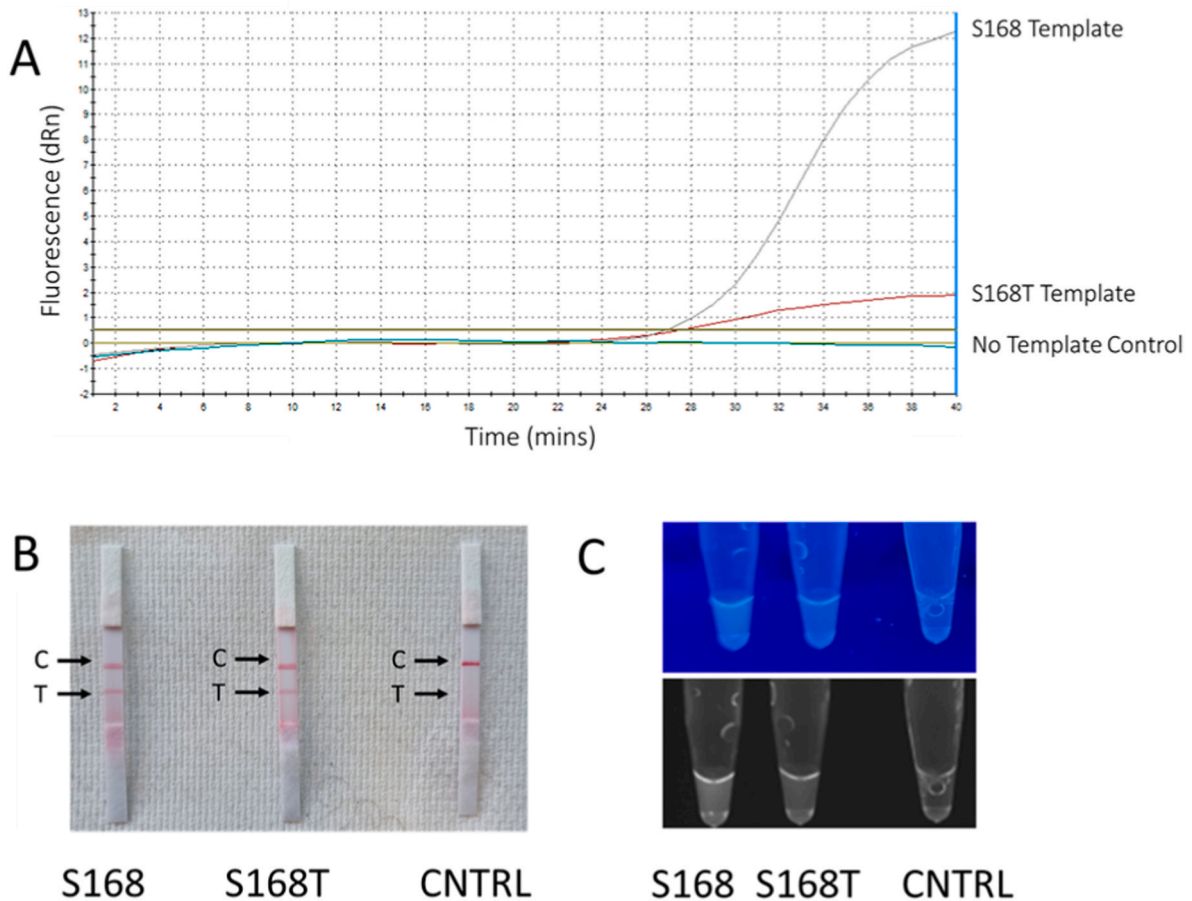 A
Fluorescence (dRn)
13
12
11
10
9
8
7
6
5
4
3
2
1
0
-1
-2
2 4 6 8 10 12 14 16 18 20 22 24 26 28 30 32 34 36 38 40
Time (mins)
S168 Template
S168T Template
No Template Control
B
C
T
C
T
C
T
S168 S168T CNTRL
C
S168 S168T CNTRL